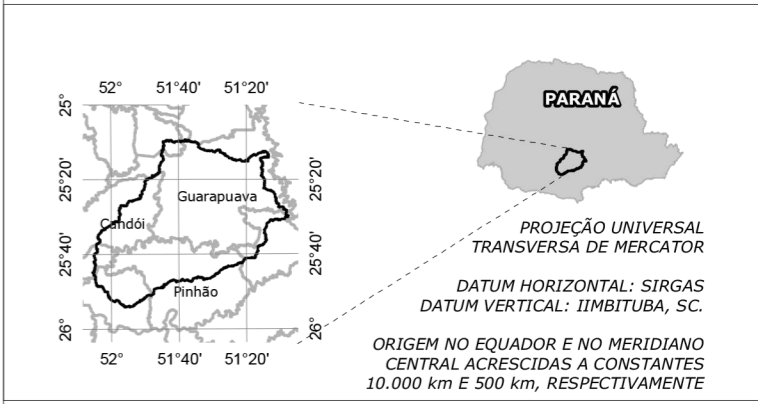 52° 51°40' 51°20'
25°
25°20'
25°40'
26°
Guarapuava
Candói
Pinhão
25°20'
25°40'
26°
52° 51°40' 51°20'
PARANÁ
PROJEÇÃO UNIVERSAL
TRANSVERSA DE MERCATOR
DATUM HORIZONTAL: SIRGAS
DATUM VERTICAL: IIMBITUBA, SC.
ORIGEM NO EQUADOR E NO MERIDIANO
CENTRAL ACRESCIDAS A CONSTANTES
10.000 km E 500 km, RESPECTIVAMENTE